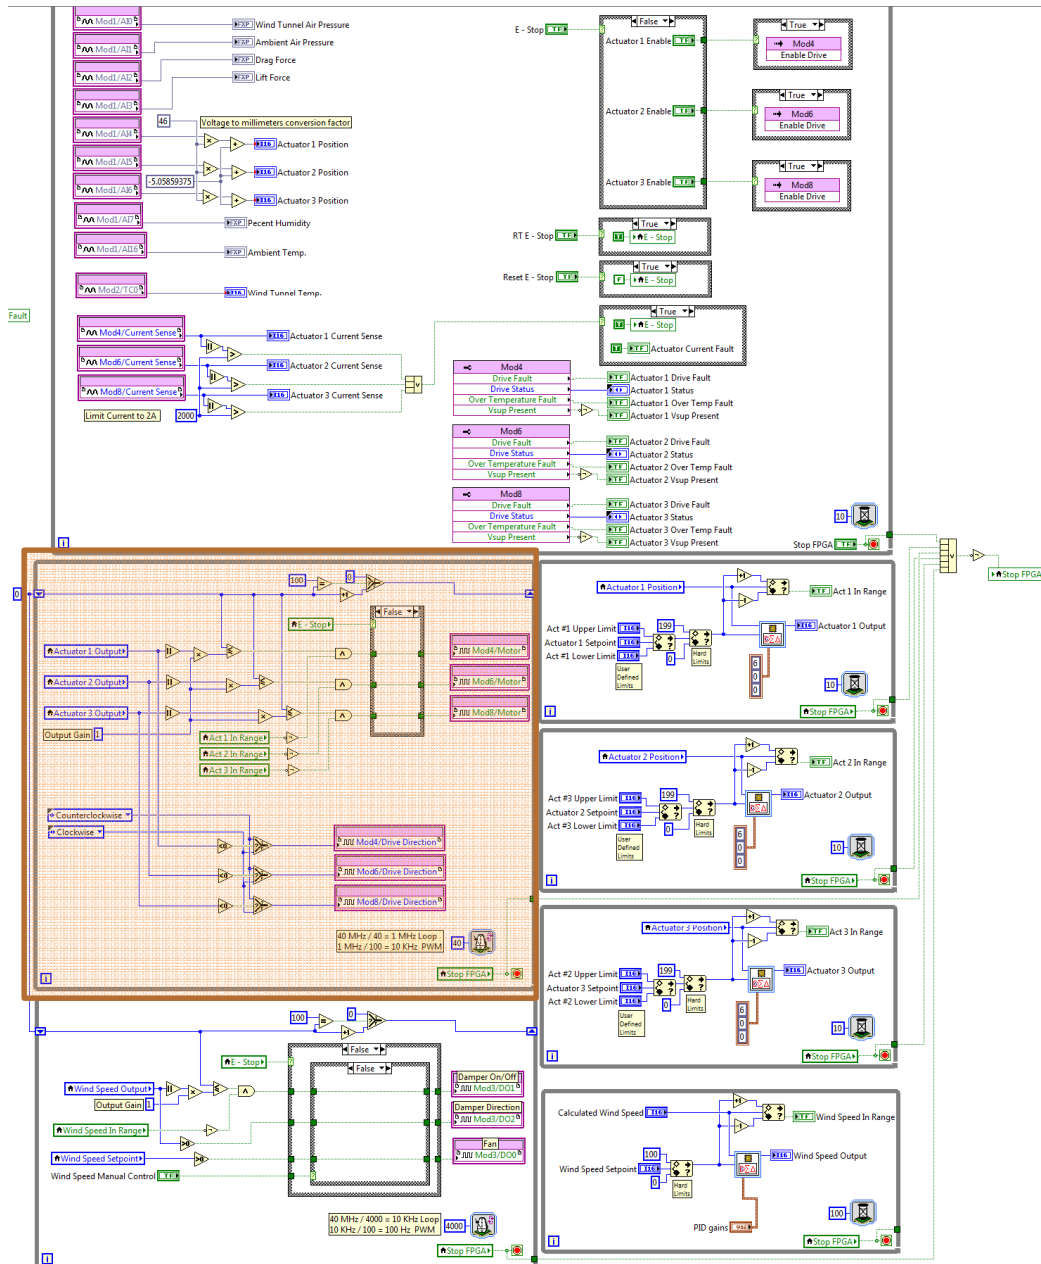 Mod1/AI0
Wind Tunnel Air Pressure
Mod1/AI1
Ambient Air Pressure
Mod1/AI2
Drag Force
Mod1/AI3
Lift Force
46
Voltage to millimeters conversion factor
Mod1/AI4
Actuator 1 Position
Mod1/AI5
Actuator 2 Position
-5.05859375
Mod1/AI6
Actuator 3 Position
Mod1/AI7
Pecent Humidity
Mod1/AI16
Ambient Temp.
Mod2/TC0
Wind Tunnel Temp.
Fault
Mod4/Current Sense
Actuator 1 Current Sense
Mod6/Current Sense
Actuator 2 Current Sense
Mod8/Current Sense
Actuator 3 Current Sense
Limit Current to 2A
2000
E - Stop
False
Actuator 1 Enable
True
Mod4
Enable Drive
Actuator 2 Enable
True
Mod6
Enable Drive
Actuator 3 Enable
True
Mod8
Enable Drive
RT E - Stop
True
E - Stop
Reset E - Stop
True
E - Stop
True
E - Stop
Actuator Current Fault
Mod4
Drive Fault
Drive Status
Over Temperature Fault
Vsup Present
Actuator 1 Drive Fault
Actuator 1 Status
Actuator 1 Over Temp Fault
Actuator 1 Vsup Present
Mod6
Drive Fault
Drive Status
Over Temperature Fault
Vsup Present
Actuator 2 Drive Fault
Actuator 2 Status
Actuator 2 Over Temp Fault
Actuator 2 Vsup Present
Mod8
Drive Fault
Drive Status
Over Temperature Fault
Vsup Present
Actuator 3 Drive Fault
Actuator 3 Status
Actuator 3 Over Temp Fault
Actuator 3 Vsup Present
10
Stop FPGA
Stop FPGA
0
100
0
E - Stop
False
Actuator 1 Output
Actuator 2 Output
Actuator 3 Output
Output Gain 1
Act 1 In Range
Act 2 In Range
Act 3 In Range
Mod4/Motor
Mod6/Motor
Mod8/Motor
Counterclockwise
Clockwise
Mod4/Drive Direction
Mod6/Drive Direction
Mod8/Drive Direction
40 MHz / 40 = 1 MHz Loop
1 MHz / 100 = 10 KHz PWM
40
Stop FPGA
Actuator 1 Position
Act 1 In Range
Act #1 Upper Limit
Actuator 1 Setpoint
Act #1 Lower Limit
199
0
User
Defined
Limits
Hard
Limits
Actuator 1 Output
6
0
0
10
Stop FPGA
Actuator 2 Position
Act 2 In Range
Act #3 Upper Limit
Actuator 2 Setpoint
Act #3 Lower Limit
199
0
User
Defined
Limits
Hard
Limits
Actuator 2 Output
6
0
0
10
Stop FPGA
Actuator 3 Position
Act 3 In Range
Act #2 Upper Limit
Actuator 3 Setpoint
Act #2 Lower Limit
199
0
User
Defined
Limits
Hard
Limits
Actuator 3 Output
6
0
0
10
Stop FPGA
100
0
E - Stop
False
False
Wind Speed Output
Output Gain 1
Wind Speed In Range
Wind Speed Setpoint
Wind Speed Manual Control
Damper On/Off
Mod3/DO1
Damper Direction
Mod3/DO2
Fan
Mod3/DO0
40 MHz / 4000 = 10 KHz Loop
10 KHz / 100 = 100 Hz PWM
4000
Stop FPGA
Calculated Wind Speed
Wind Speed In Range
100
Wind Speed Setpoint
0
Hard
Limits
Wind Speed Output
PID gains
100
Stop FPGA